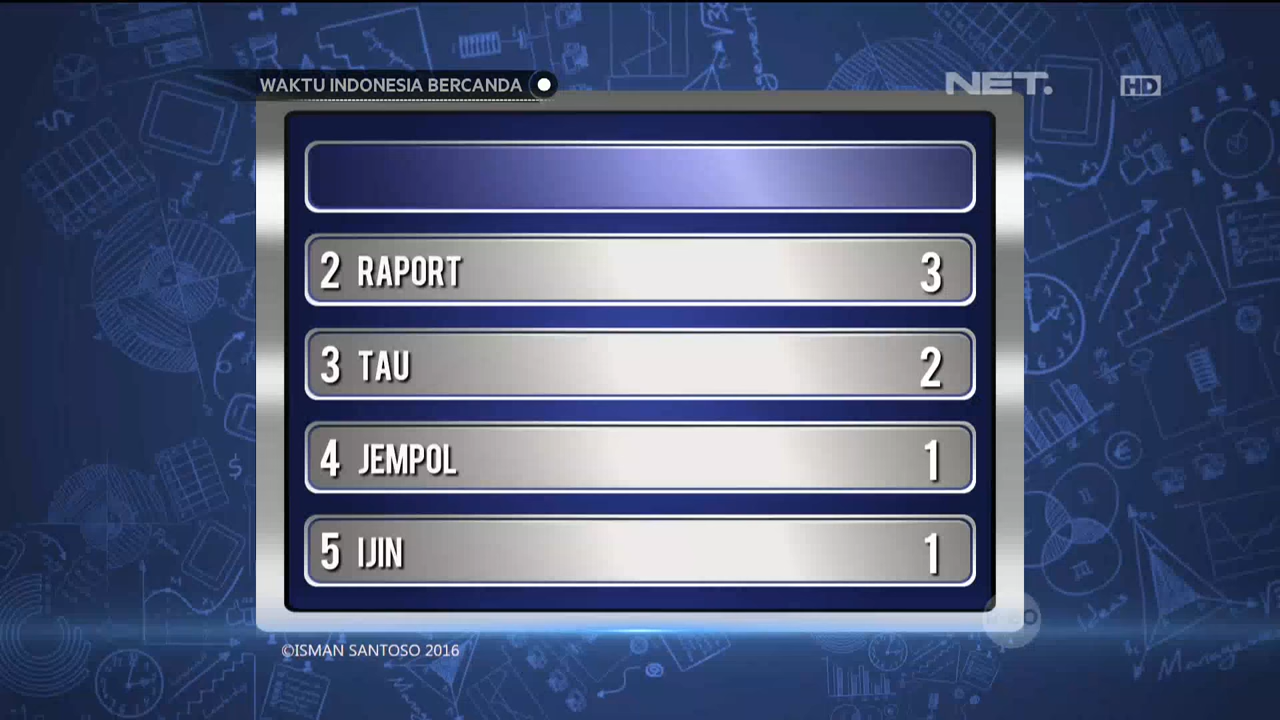 WAKTU INDONESIA BERCANDA
NET.
HD
2 RAPORT 3
3 TAU 2
4 JEMPOL 1
5 IJIN 1
©ISMAN SANTOSO 2016